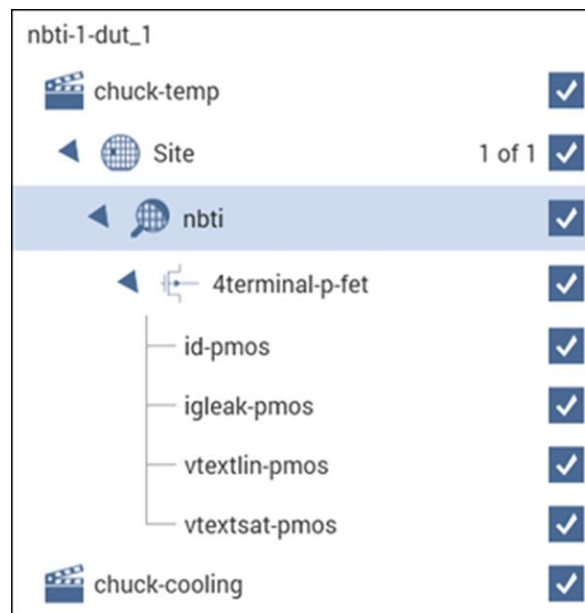 nbti-1-dut_1
chuck-temp
Site 1 of 1
nbti
4terminal-p-fet
id-pmos
igleak-pmos
vtextlin-pmos
vtextsat-pmos
chuck-cooling